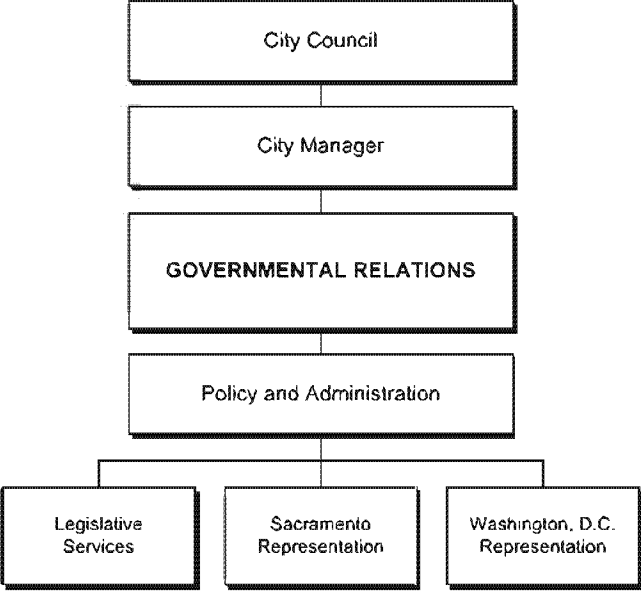 City Council
City Manager
GOVERNMENTAL RELATIONS
Policy and Administration
Legislative
Services
Sacramento
Representation
Washington, D.C.
Representation